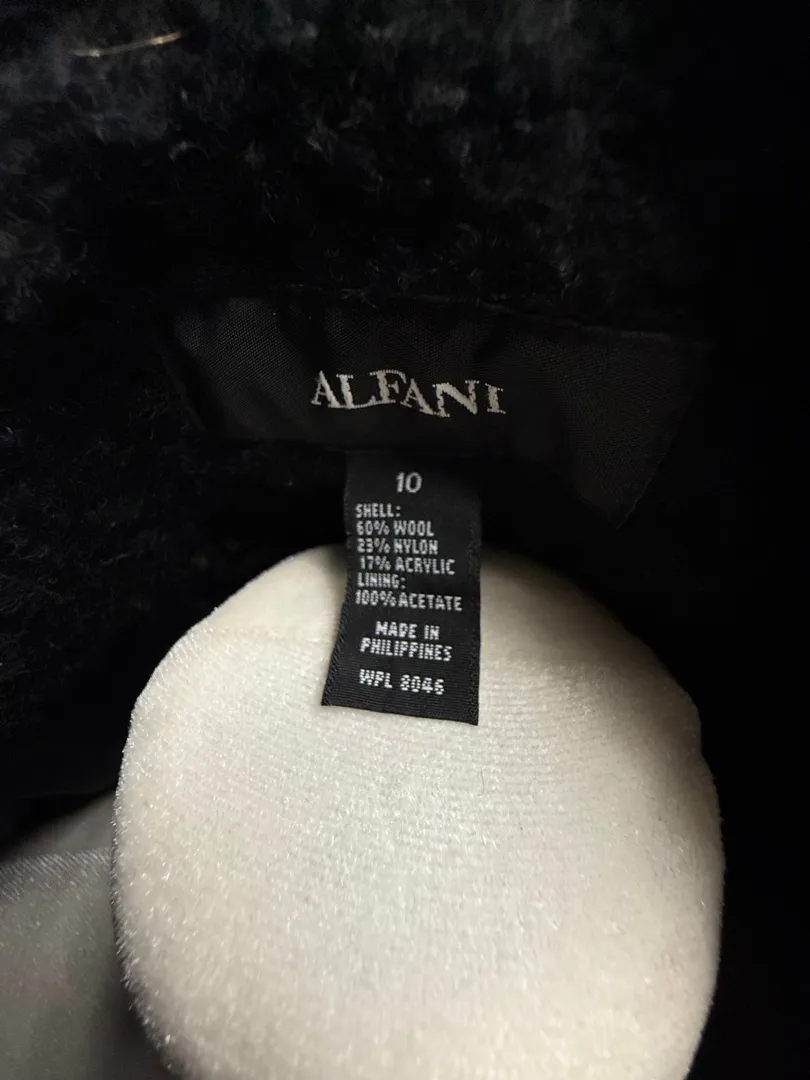 ALFANI
10
SHELL:
60% WOOL
23% NYLON
17% ACRYLIC
LINING:
100% ACETATE
MADE IN
PHILIPPINES
WPL 8046